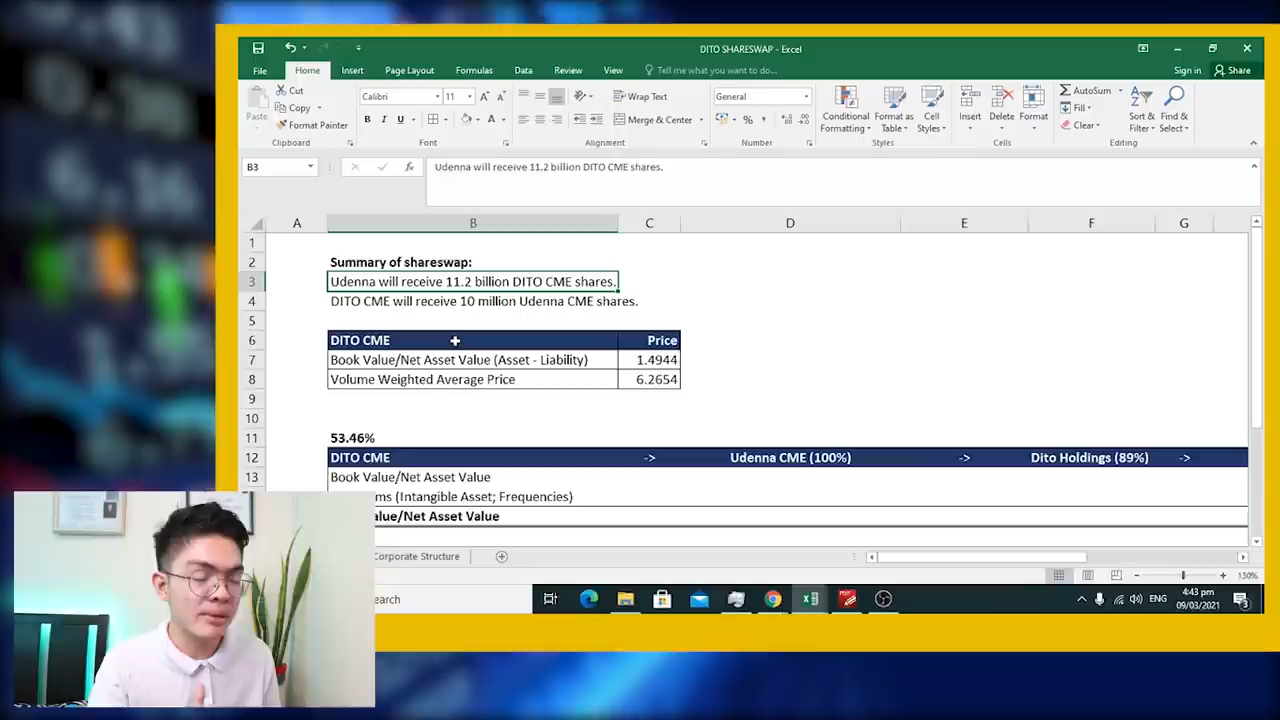 DITO SHARESWAP - Excel
File Home Insert Page Layout Formulas Data Review View Tell me what you want to do... Sign in Share
Paste
Cut
Copy
Format Painter
Clipboard
Calibri 11
B I U
Font
Wrap Text
Merge & Center
Alignment
General
Number
Conditional Formatting
Format as Table
Cell Styles
Styles
Insert Delete Format
Cells
AutoSum
Fill
Clear
Sort & Filter
Find & Select
Editing
B3 fx Udenna will receive 11.2 billion DITO CME shares.
A B C D E F G
1
2 Summary of shareswap:
3 Udenna will receive 11.2 billion DITO CME shares.
4 DITO CME will receive 10 million Udenna CME shares.
5
6 DITO CME Price
7 Book Value/Net Asset Value (Asset - Liability) 1.4944
8 Volume Weighted Average Price 6.2654
9
10
11 53.46%
12 DITO CME -> Udenna CME (100%) -> Dito Holdings (89%) ->
13 Book Value/Net Asset Value
(Intangible Asset; Frequencies)
Value/Net Asset Value
Corporate Structure
130%
ENG
4:43 pm
09/03/2021
3